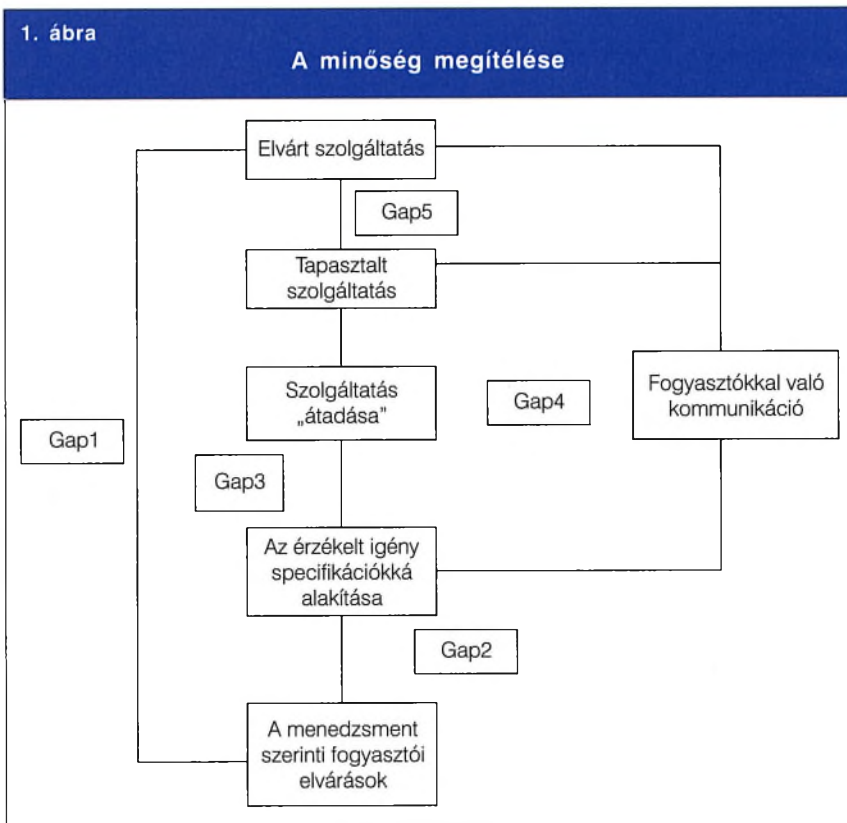 1. ábra
A minőség megítélése
Elvárt szolgáltatás
Gap5
Tapasztalt
szolgáltatás
Szolgáltatás
„átadása”
Gap4
Fogyasztókkal való
kommunikáció
Gap1
Gap3
Az érzékelt igény
specifikációkká
alakítása
Gap2
A menedzsment
szerinti fogyasztói
elvárások